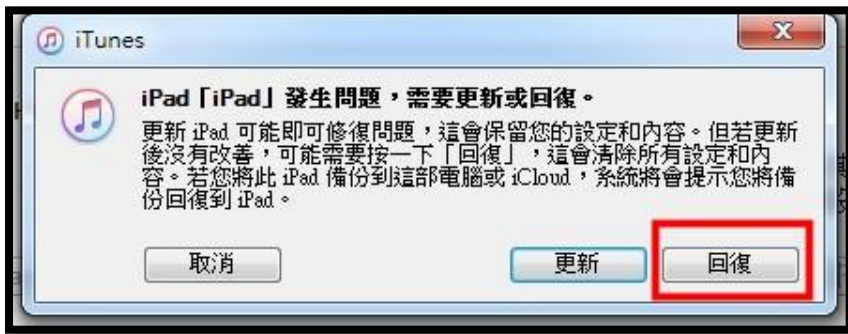 iTunes
iPad「iPad」發生問題，需要更新或回復。
更新 iPad 可能即可修復問題，這會保留您的設定和內容。但若更新
後沒有改善，可能需要按一下「回復」，這會清除所有設定和內
容。若您將此 iPad 備份到這部電腦或 iCloud，系統將會提示您將備
份回復到 iPad。
取消
更新
回復